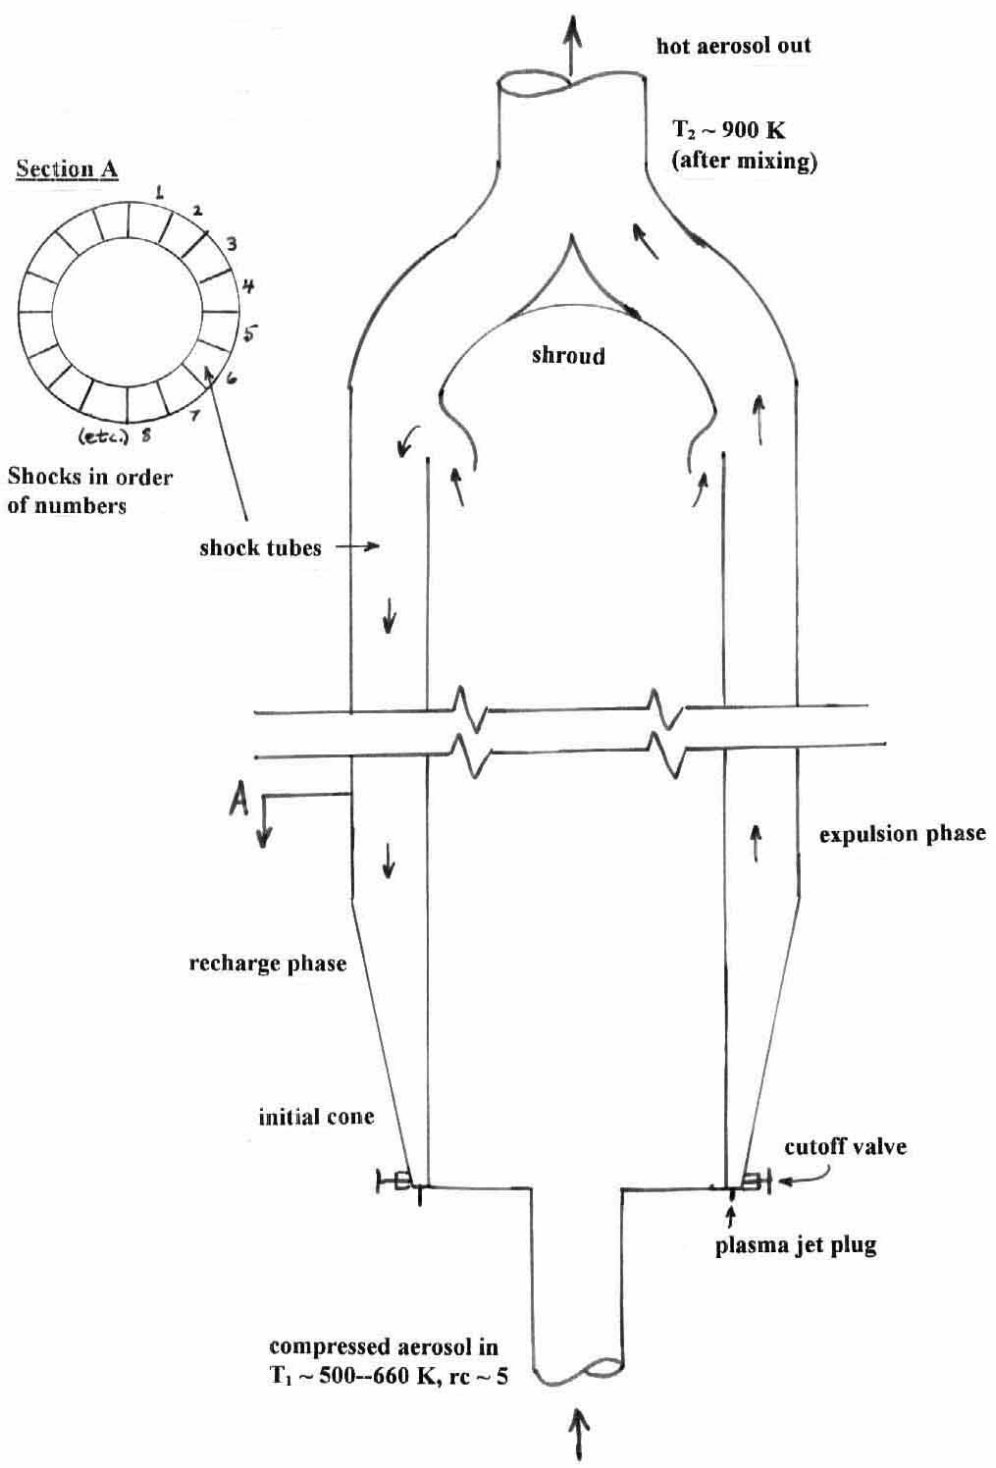 hot aerosol out
T₂ ~ 900 K
(after mixing)
Section A
1
2
3
4
5
6
7
8
(etc.)
Shocks in order
of numbers
shroud
shock tubes
A
expulsion phase
recharge phase
initial cone
cutoff valve
plasma jet plug
compressed aerosol in
T₁ ~ 500--660 K, rc ~ 5